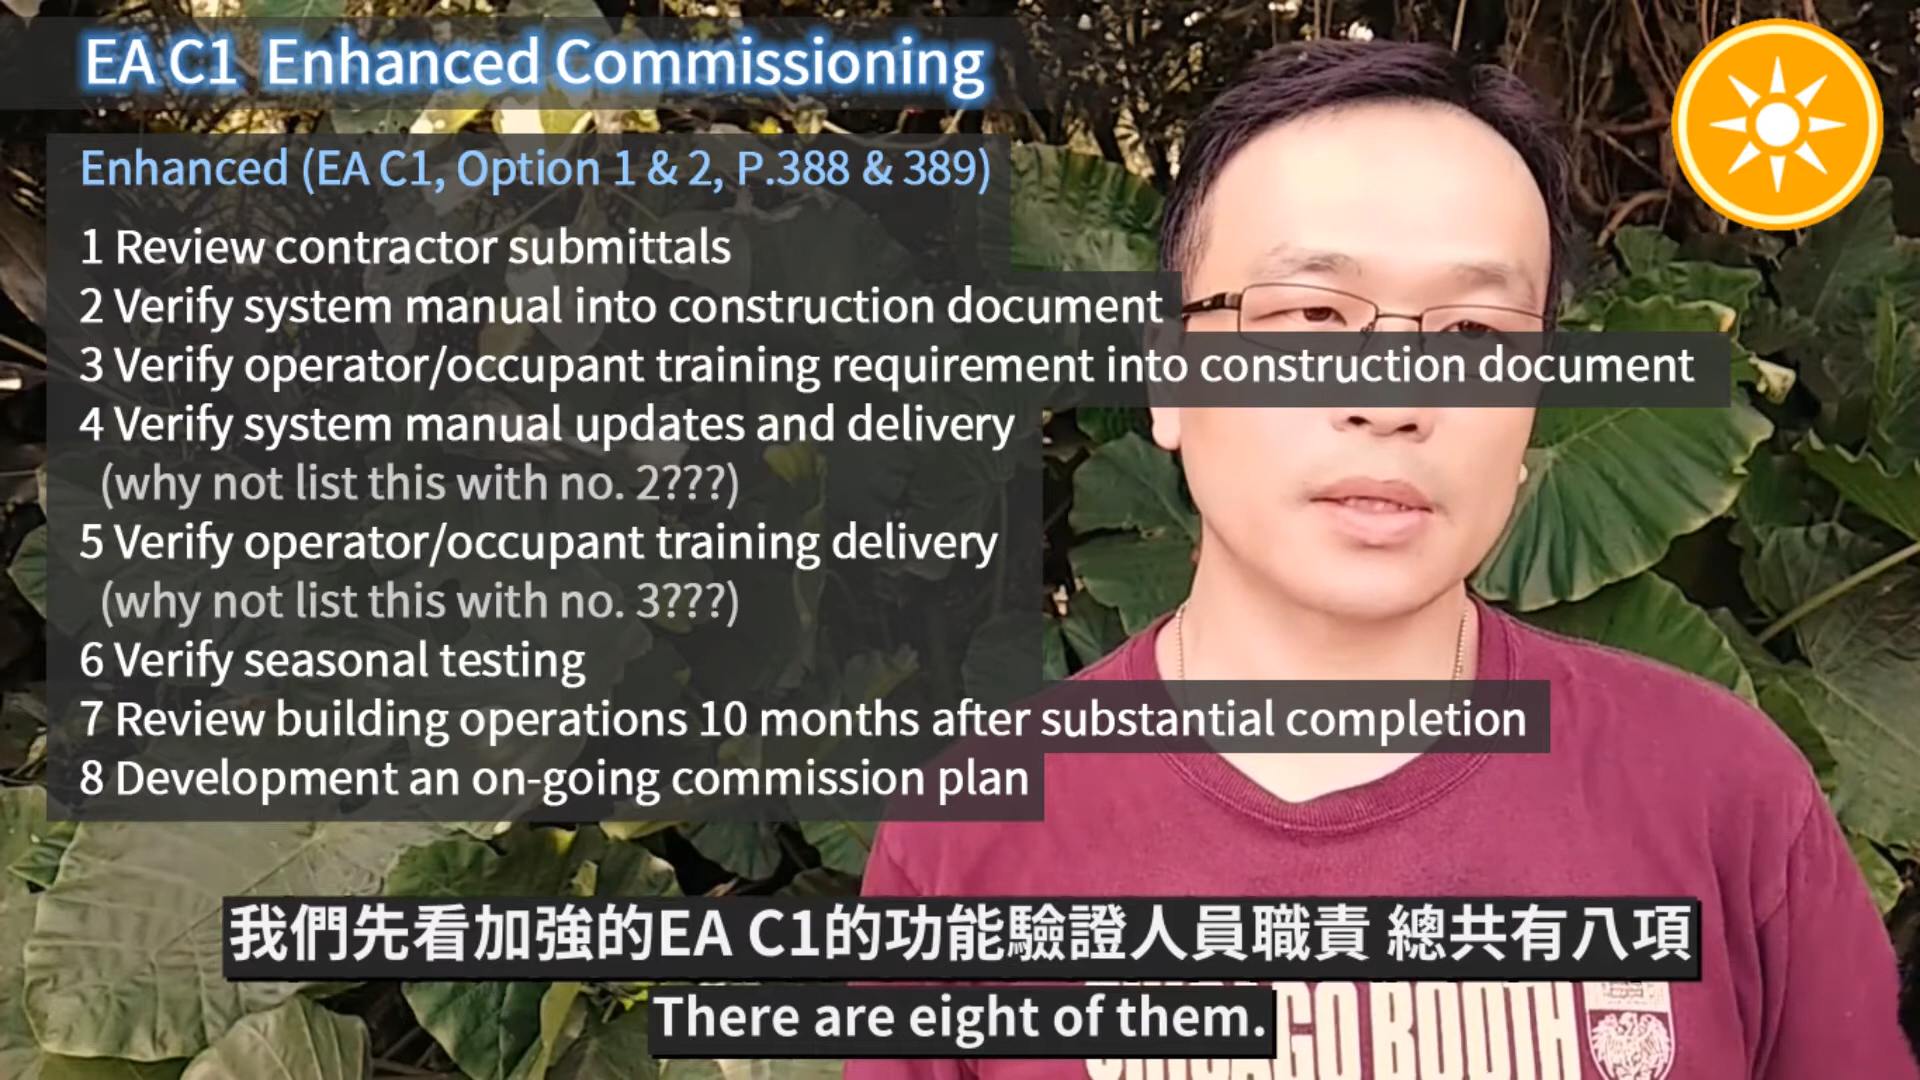 EA C1 Enhanced Commissioning
Enhanced (EA C1, Option 1 & 2, P.388 & 389)
1 Review contractor submittals
2 Verify system manual into construction document
3 Verify operator/occupant training requirement into construction document
4 Verify system manual updates and delivery
(why not list this with no. 2???)
5 Verify operator/occupant training delivery
(why not list this with no. 3???)
6 Verify seasonal testing
7 Review building operations 10 months after substantial completion
8 Development an on-going commission plan
我們先看加強的EA C1的功能驗證人員職責 總共有八項
There are eight of them.
CHICAGO BOOTH